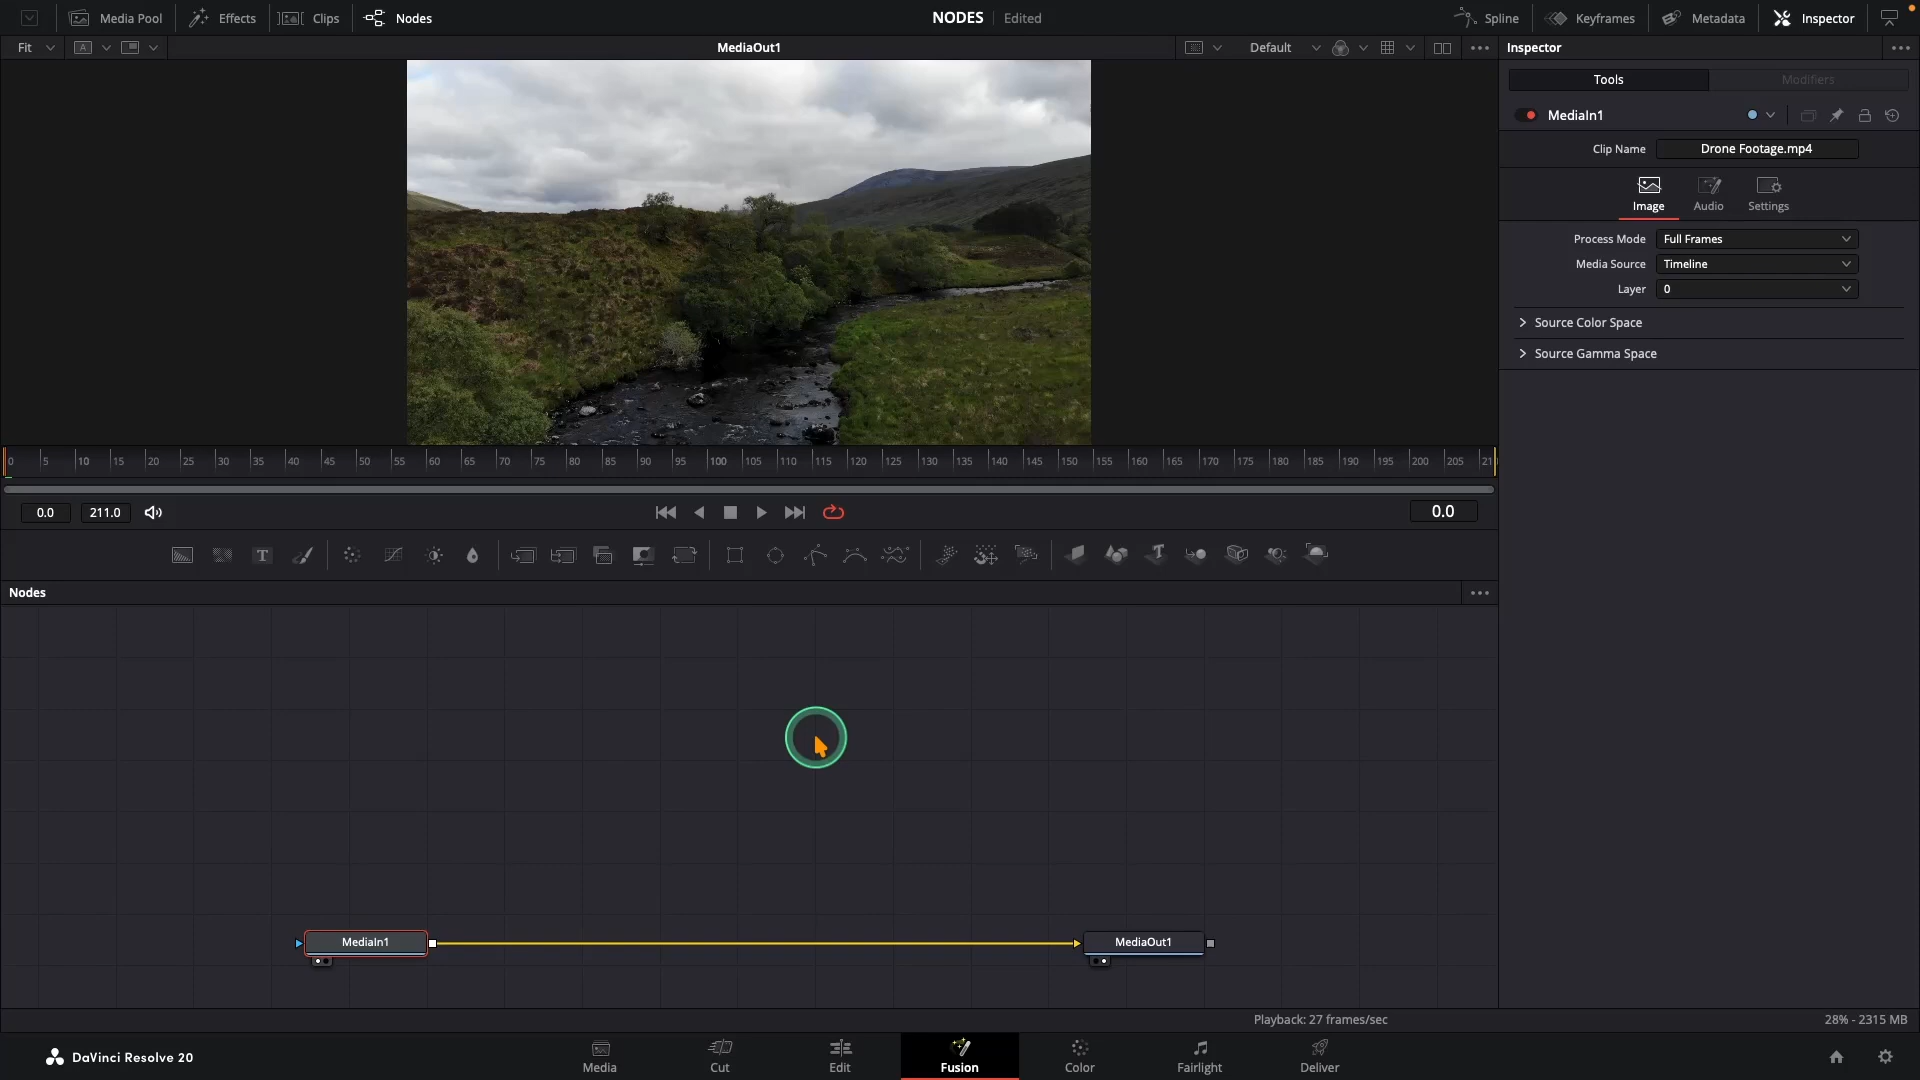 Media Pool Effects Clips Nodes NODES Edited Spline Keyframes Metadata Inspector
Fit A MediaOut1 Default Inspector
Tools Modifiers
MediaIn1
Clip Name Drone Footage.mp4
Image Audio Settings
Process Mode Full Frames
Media Source Timeline
Layer 0
Source Color Space
Source Gamma Space
0 5 10 15 20 25 30 35 40 45 50 55 60 65 70 75 80 85 90 95 100 105 110 115 120 125 130 135 140 145 150 155 160 165 170 175 180 185 190 195 200 205 21
0.0 211.0 0.0
T T
Nodes
MediaIn1 MediaOut1
Playback: 27 frames/sec 28% - 2315 MB
DaVinci Resolve 20 Media Cut Edit Fusion Color Fairlight Deliver